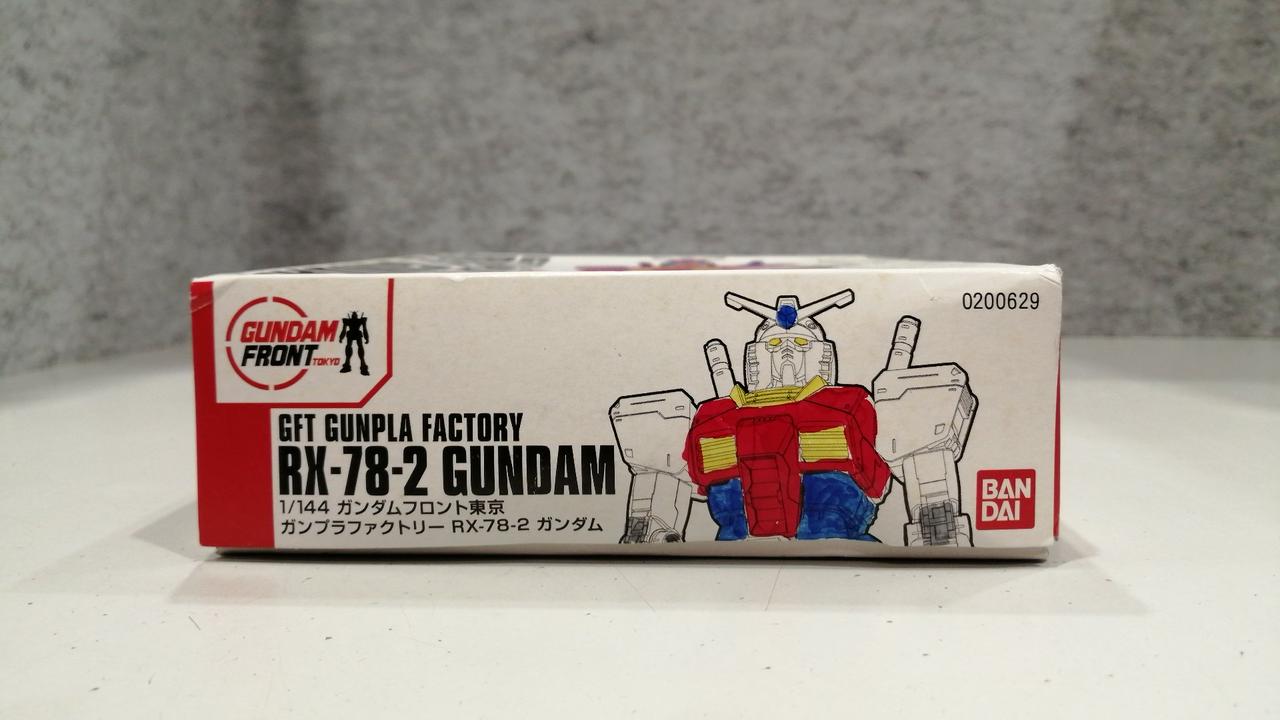 GUNDAM
FRONT TOKYO
0200629
GFT GUNPLA FACTORY
RX-78-2 GUNDAM
1/144 ガンダムフロント東京
ガンプラファクトリー RX-78-2 ガンダム
BAN
DAI